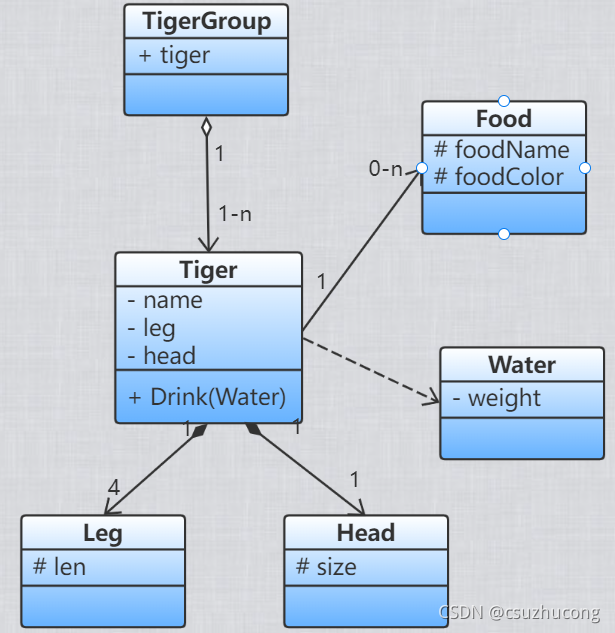 TigerGroup
+ tiger
1
1-n
Food
# foodName
# foodColor
0-n
1
Tiger
- name
- leg
- head
+ Drink(Water)
Water
- weight
1
1
4
1
Leg
# len
Head
# size
CSDN @csuzhucong